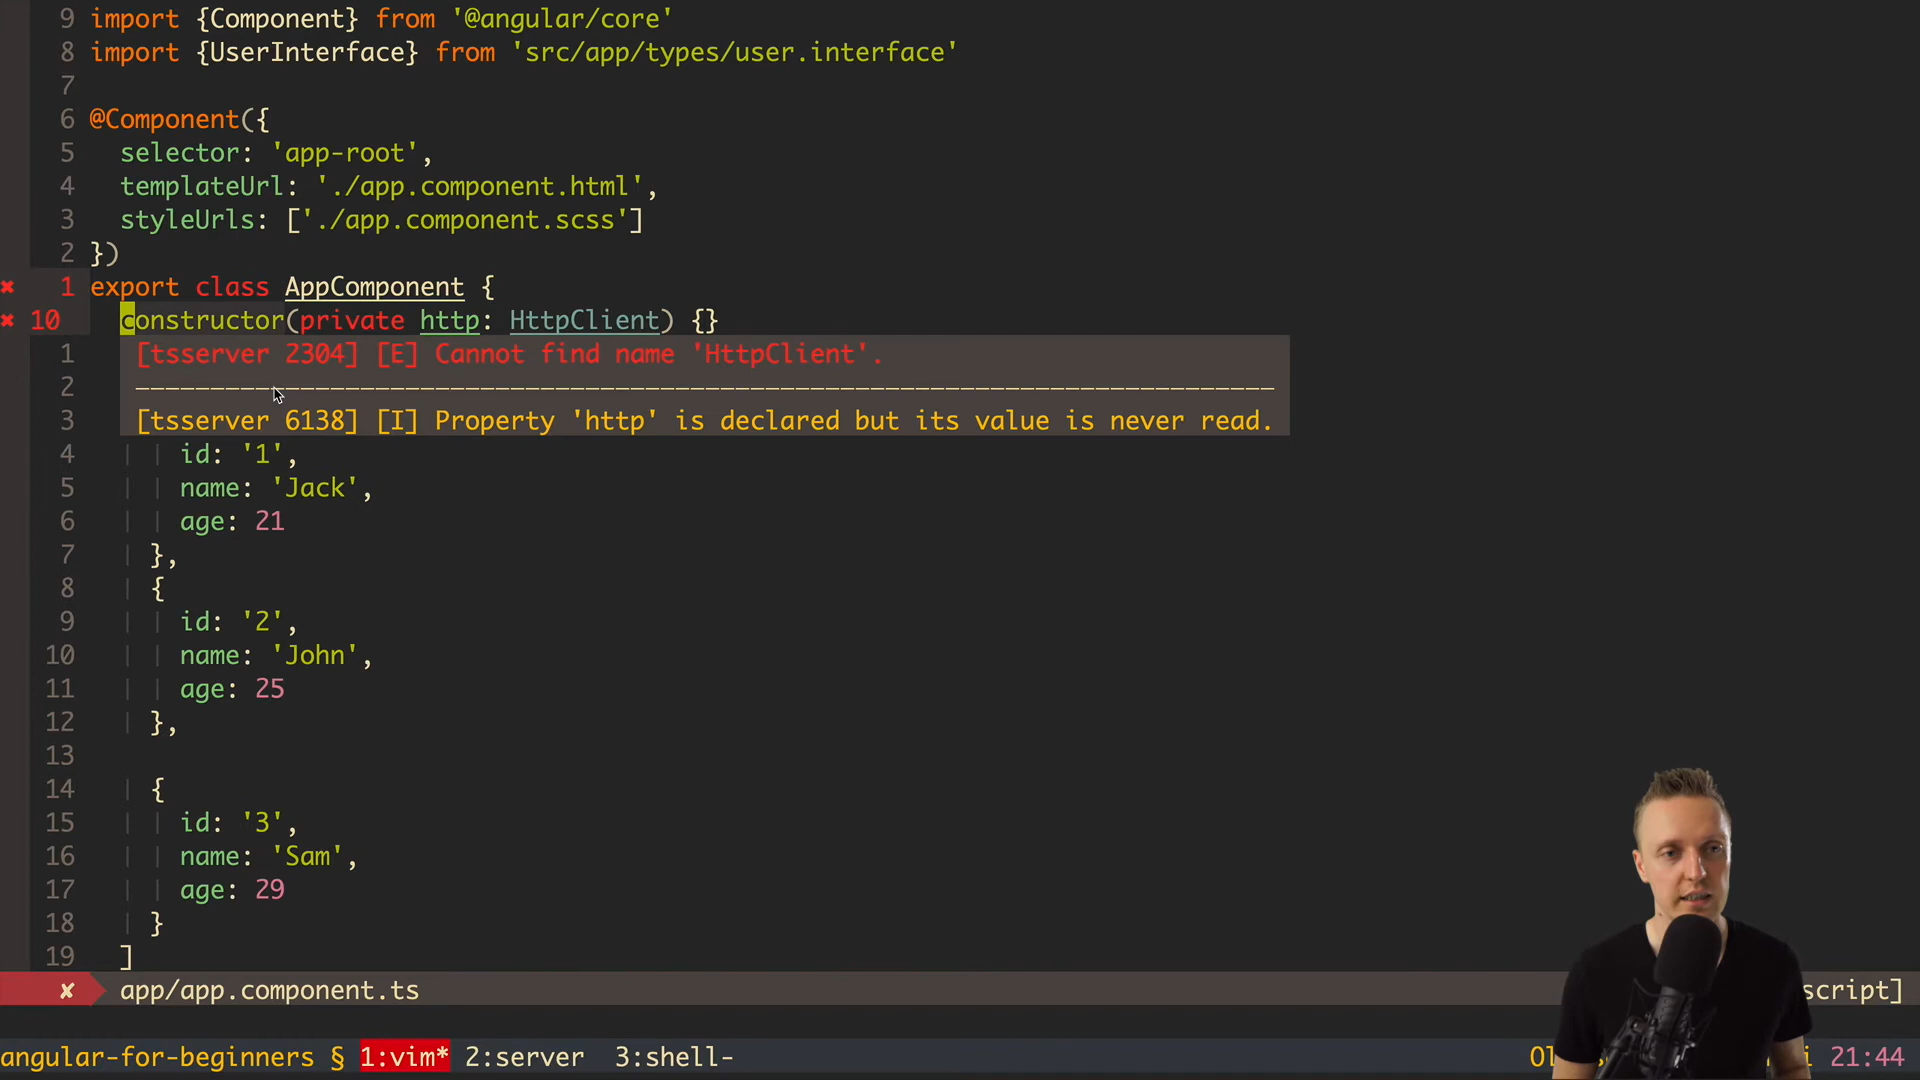 9 import {Component} from '@angular/core'
8 import {UserInterface} from 'src/app/types/user.interface'
7
6 @Component({
5   selector: 'app-root',
4   templateUrl: './app.component.html',
3   styleUrls: ['./app.component.scss']
2 })
✖ 1 export class AppComponent {
✖ 10   constructor(private http: HttpClient) {}
1 [tsserver 2304] [E] Cannot find name 'HttpClient'.
2
3 [tsserver 6138] [I] Property 'http' is declared but its value is never read.
4 id: '1',
5 name: 'Jack',
6 age: 21
7 },
8 {
9 id: '2',
10 name: 'John',
11 age: 25
12 },
13
14 {
15 id: '3',
16 name: 'Sam',
17 age: 29
18 }
19 ]
✘ app/app.component.ts script]
angular-for-beginners § 1:vim* 2:server 3:shell- 21:44